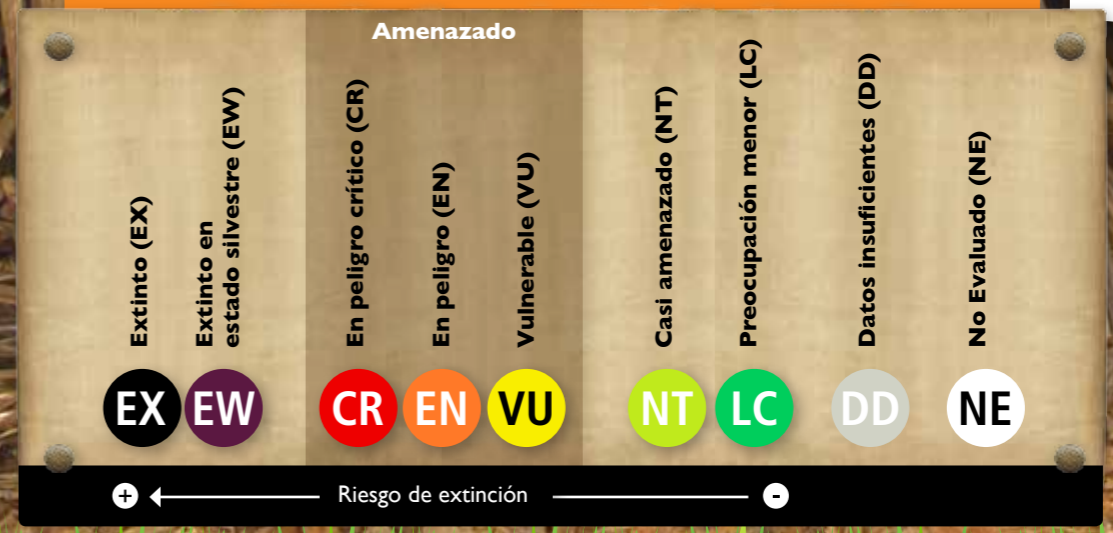 Amenazado
Extinto (EX)
Extinto en
estado silvestre (EW)
En peligro crítico (CR)
En peligro (EN)
Vulnerable (VU)
Casi amenazado (NT)
Preocupación menor (LC)
Datos insuficientes (DD)
No Evaluado (NE)
EX EW CR EN VU NT LC DD NE
+ Riesgo de extinción -